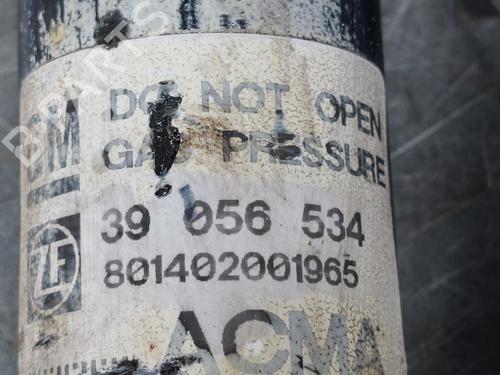 DO NOT OPEN
GAS PRESSURE
GM
39 056 534
ZF
801402001965
ACMA